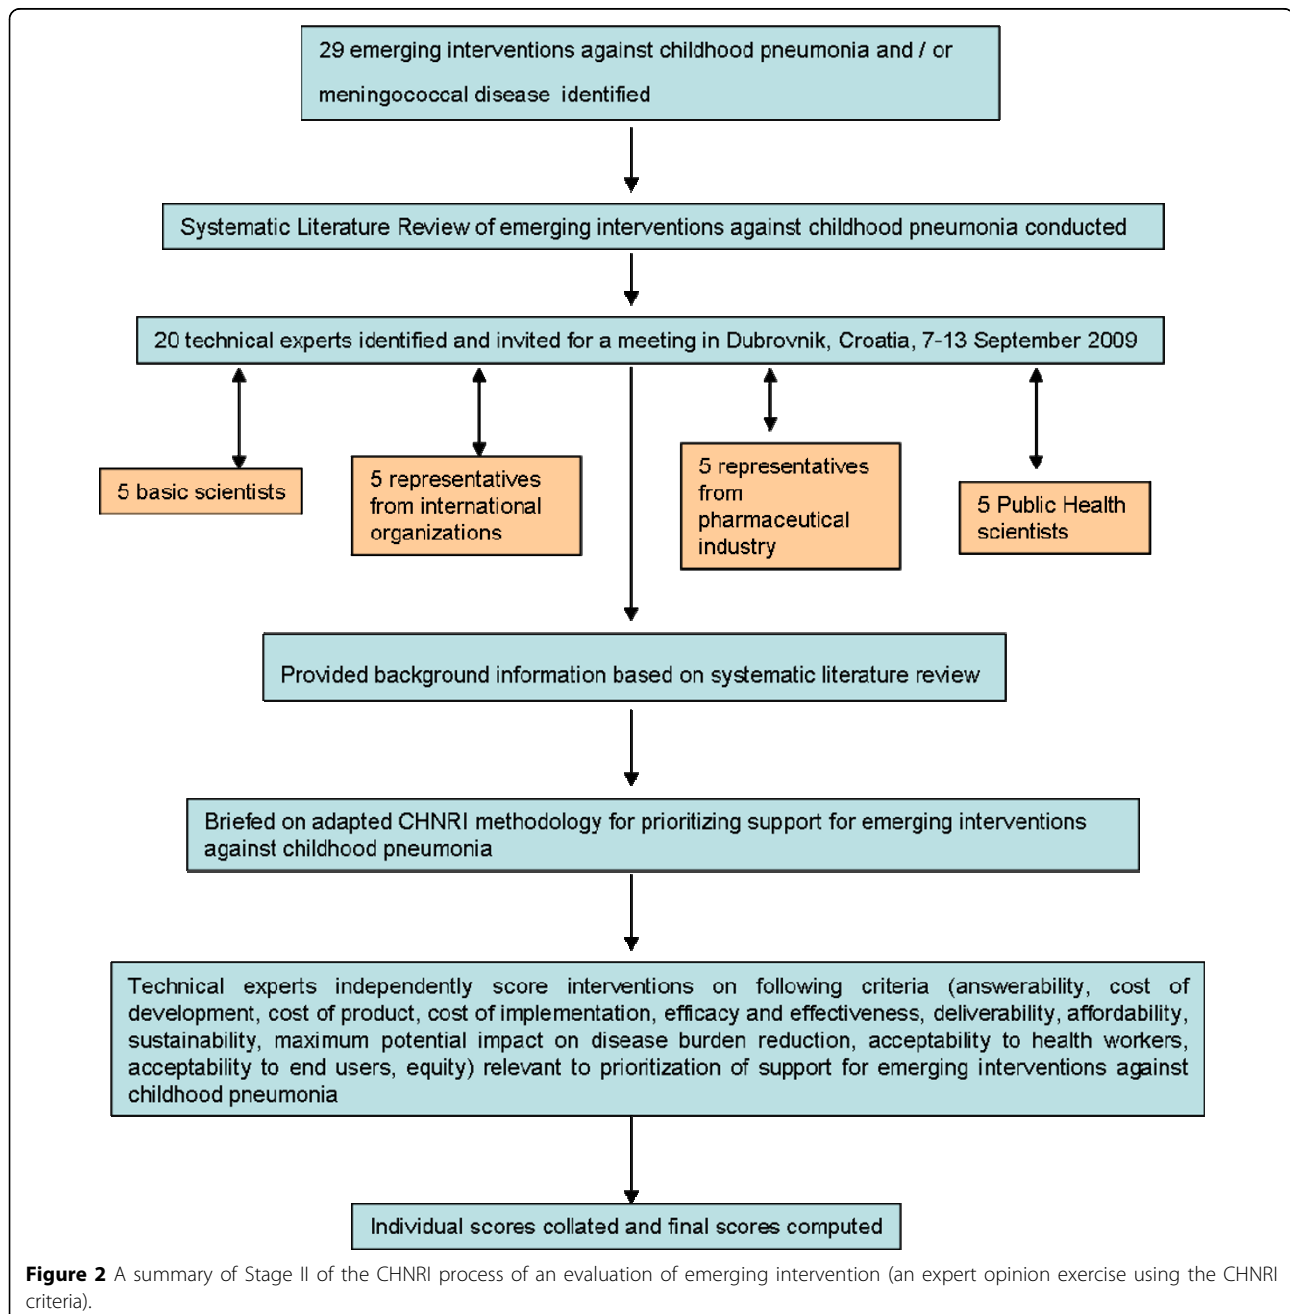 29 emerging interventions against childhood pneumonia and / or
meningococcal disease identified
Systematic Literature Review of emerging interventions against childhood pneumonia conducted
20 technical experts identified and invited for a meeting in Dubrovnik, Croatia, 7-13 September 2009
5 basic scientists
5 representatives
from international
organizations
5 representatives
from
pharmaceutical
industry
5 Public Health
scientists
Provided background information based on systematic literature review
Briefed on adapted CHNRI methodology for prioritizing support for emerging interventions
against childhood pneumonia
Technical experts independently score interventions on following criteria (answerability, cost of
development, cost of product, cost of implementation, efficacy and effectiveness, deliverability, affordability,
sustainability, maximum potential impact on disease burden reduction, acceptability to health workers,
acceptability to end users, equity) relevant to prioritization of support for emerging interventions against
childhood pneumonia
Individual scores collated and final scores computed
Figure 2 A summary of Stage II of the CHNRI process of an evaluation of emerging intervention (an expert opinion exercise using the CHNRI
criteria).